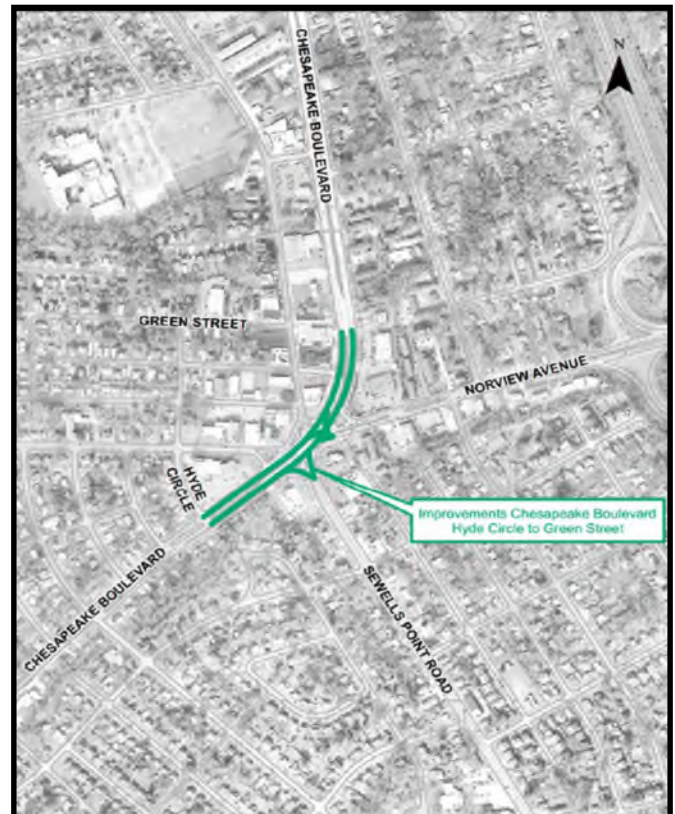 CHESAPEAKE BOULEVARD
N
GREEN STREET
NORVIEW AVENUE
HYDE
CIRCLE
Improvements Chesapeake Boulevard
Hyde Circle to Green Street
CHESAPEAKE BOULEVARD
SEWELLS POINT ROAD